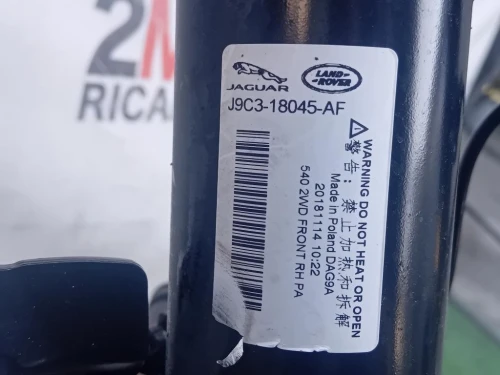 2M
RICA
JAGUAR
LAND-
ROVER
J9C3-18045-AF
WARNING DO NOT HEAT OR OPEN
警告：禁止加热和拆解
Made in Poland DAG9A
20181114 10:22
540 2WD FRONT RH PA